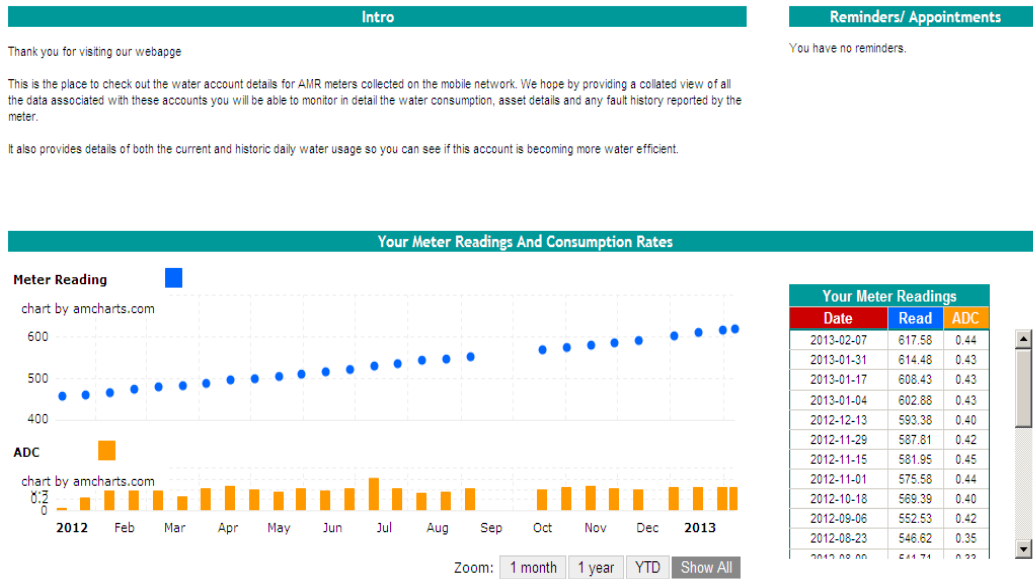 Intro
Thank you for visiting our webapge
This is the place to check out the water account details for AMR meters collected on the mobile network. We hope by providing a collated view of all
the data associated with these accounts you will be able to monitor in detail the water consumption, asset details and any fault history reported by the
meter.
It also provides details of both the current and historic daily water usage so you can see if this account is becoming more water efficient.
Reminders/ Appointments
You have no reminders.
Your Meter Readings And Consumption Rates
Meter Reading
chart by amcharts.com
600
500
400
ADC
chart by amcharts.com
0.2
0
2012 Feb Mar Apr May Jun Jul Aug Sep Oct Nov Dec 2013
Zoom: 1 month 1 year YTD Show All
Your Meter Readings
Date Read ADC
2013-02-07 617.58 0.44
2013-01-31 614.48 0.43
2013-01-17 608.43 0.43
2013-01-04 602.88 0.43
2012-12-13 593.38 0.40
2012-11-29 587.81 0.42
2012-11-15 581.95 0.45
2012-11-01 575.58 0.44
2012-10-18 569.39 0.40
2012-09-06 552.53 0.42
2012-08-23 546.62 0.35
2012-08-09 541.71 0.33